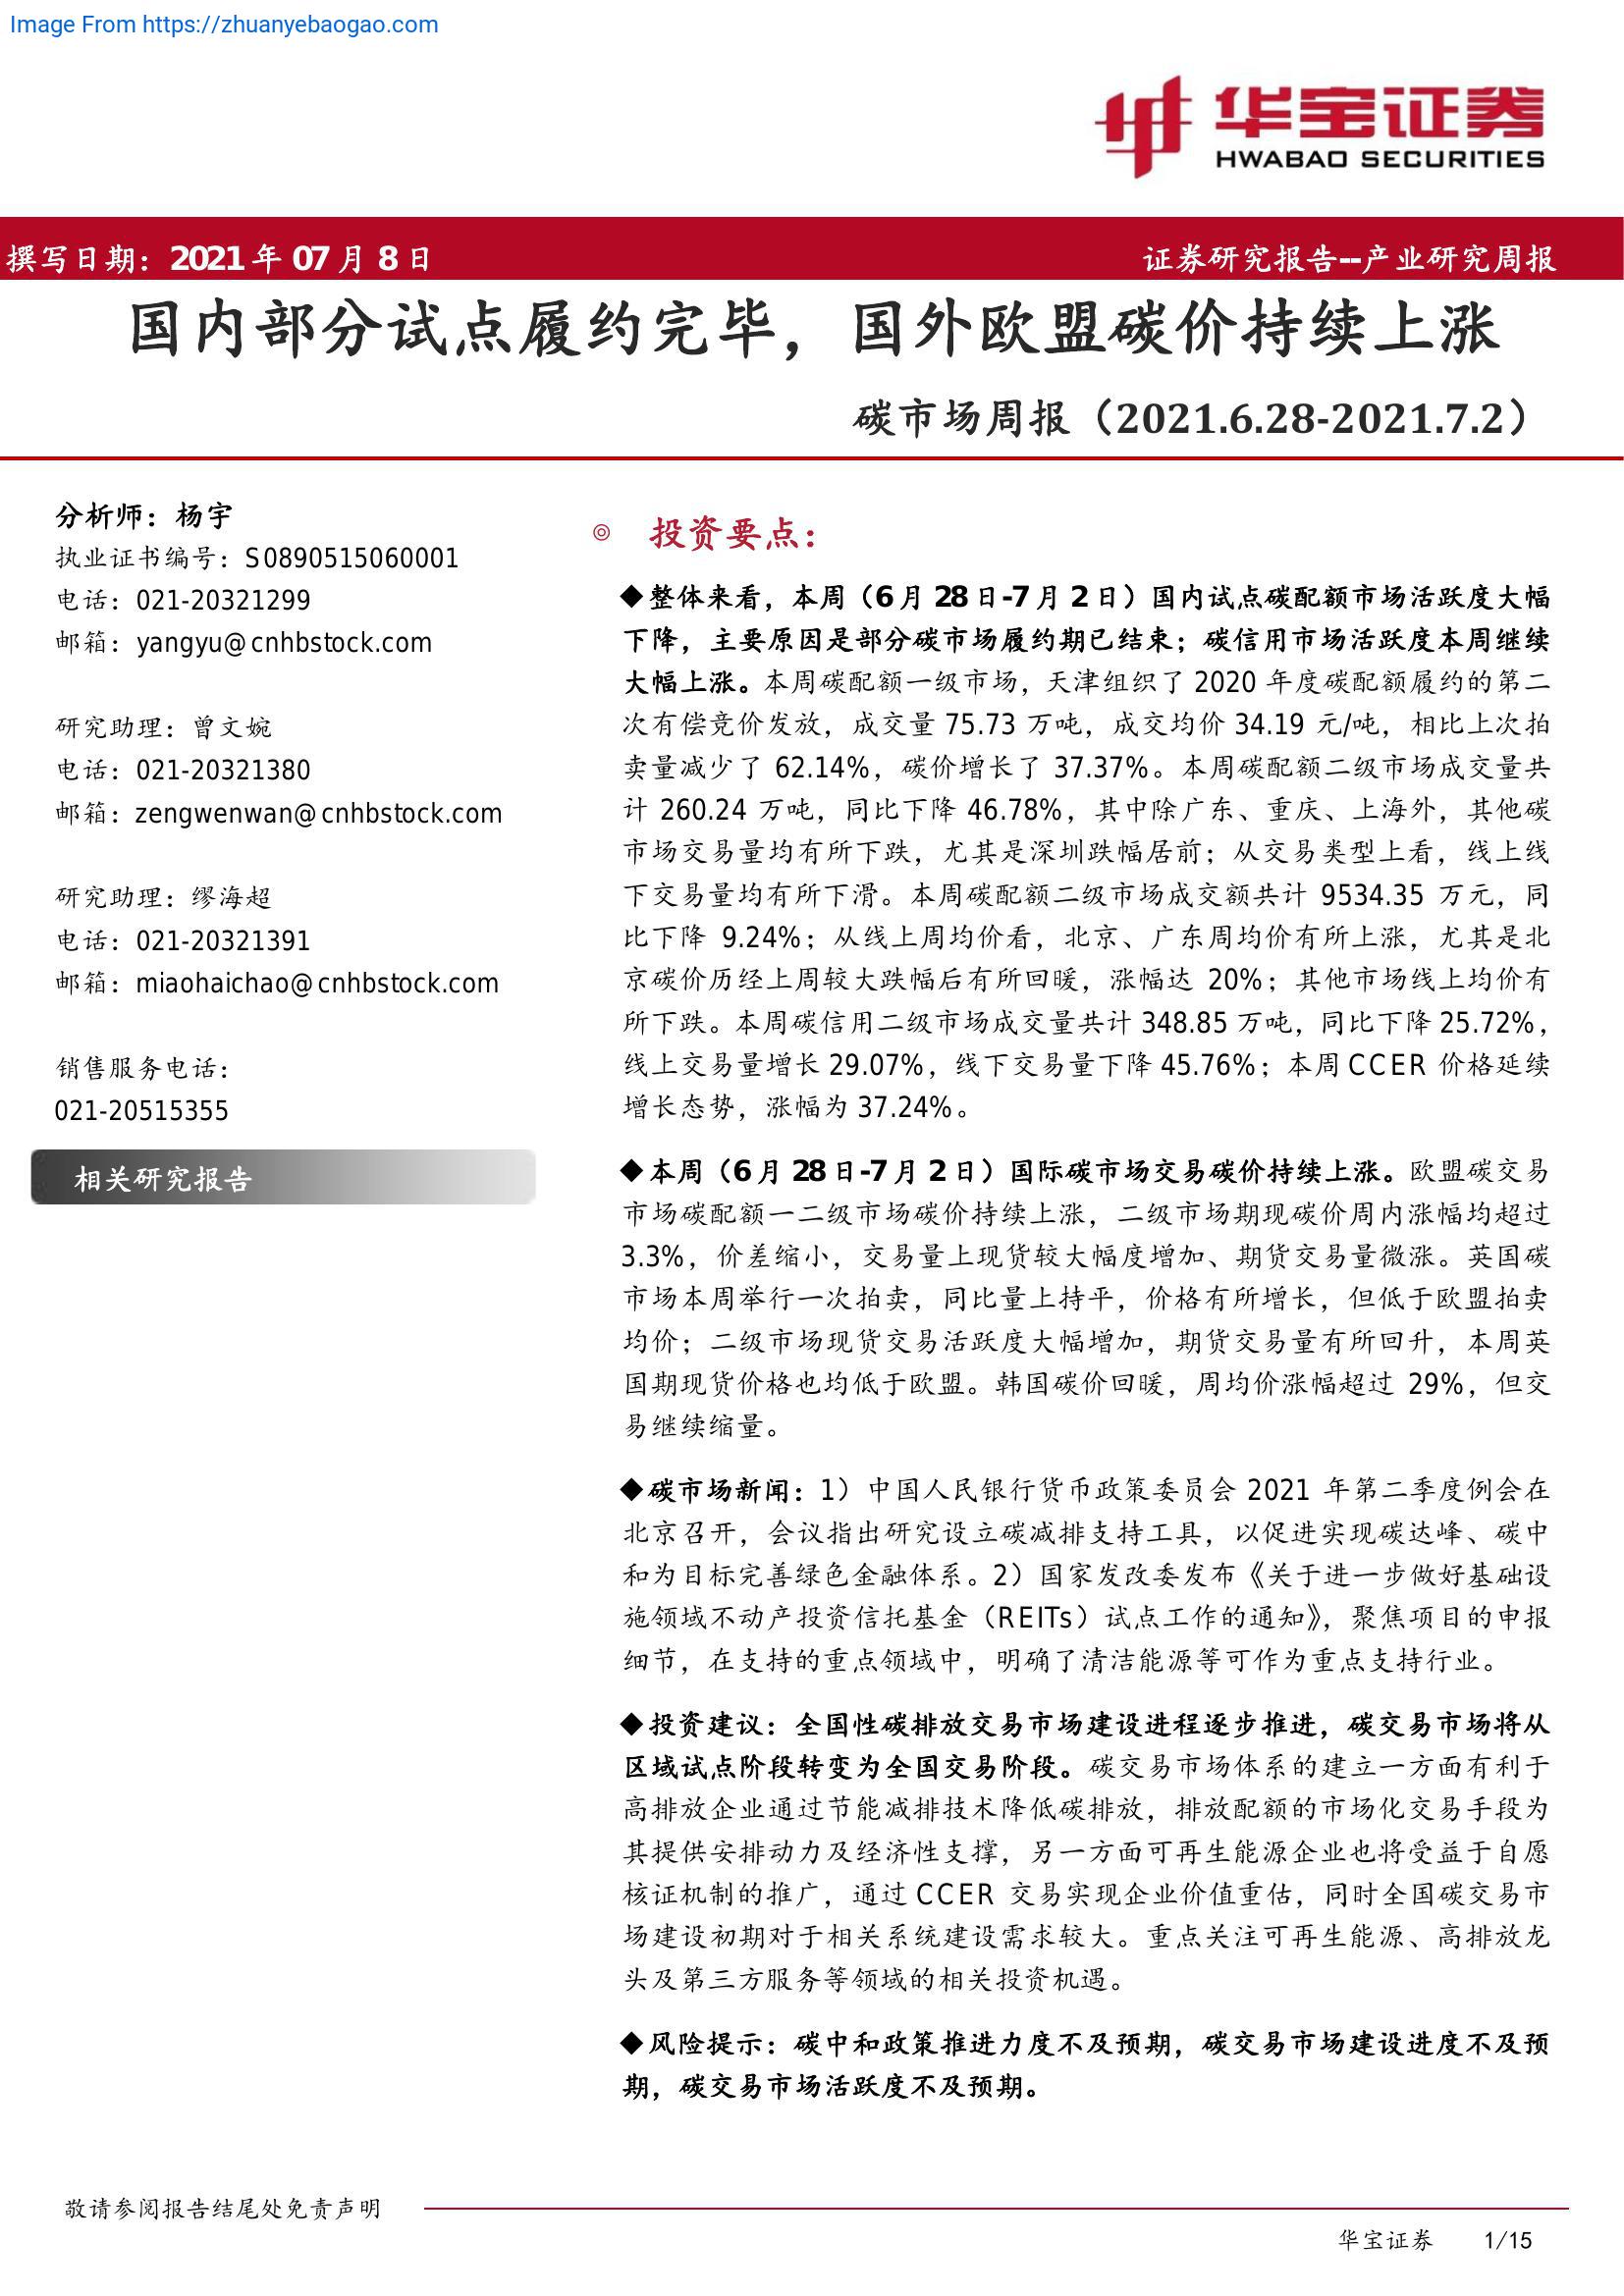 Image From https://zhuanyebaogao.com
华宝证券
HWABAO SECURITIES
撰写日期：2021 年 07 月 8 日
证券研究报告--产业研究周报
国内部分试点履约完毕，国外欧盟碳价持续上涨
碳市场周报（2021.6.28-2021.7.2）
分析师：杨宇
执业证书编号：S0890515060001
电话：021-20321299
邮箱：yangyu@cnhbstock.com
研究助理：曾文婉
电话：021-20321380
邮箱：zengwenwan@cnhbstock.com
研究助理：缪海超
电话：021-20321391
邮箱：miaohaichao@cnhbstock.com
销售服务电话：
021-20515355
相关研究报告
◎ 投资要点：
◆整体来看，本周（6 月 28 日-7 月 2 日）国内试点碳配额市场活跃度大幅
下降，主要原因是部分碳市场履约期已结束；碳信用市场活跃度本周继续
大幅上涨。本周碳配额一级市场，天津组织了 2020 年度碳配额履约的第二
次有偿竞价发放，成交量 75.73 万吨，成交均价 34.19 元/吨，相比上次拍
卖量减少了 62.14%，碳价增长了 37.37%。本周碳配额二级市场成交量共
计 260.24 万吨，同比下降 46.78%，其中除广东、重庆、上海外，其他碳
市场交易量均有所下跌，尤其是深圳跌幅居前；从交易类型上看，线上线
下交易量均有所下滑。本周碳配额二级市场成交额共计 9534.35 万元，同
比下降 9.24%；从线上周均价看，北京、广东周均价有所上涨，尤其是北
京碳价历经上周较大跌幅后有所回暖，涨幅达 20%；其他市场线上均价有
所下跌。本周碳信用二级市场成交量共计 348.85 万吨，同比下降 25.72%，
线上交易量增长 29.07%，线下交易量下降 45.76%；本周 CCER 价格延续
增长态势，涨幅为 37.24%。
◆本周（6 月 28 日-7 月 2 日）国际碳市场交易碳价持续上涨。欧盟碳交易
市场碳配额一二级市场碳价持续上涨，二级市场期现碳价周内涨幅均超过
3.3%，价差缩小，交易量上现货较大幅度增加、期货交易量微涨。英国碳
市场本周举行一次拍卖，同比量上持平，价格有所增长，但低于欧盟拍卖
均价；二级市场现货交易活跃度大幅增加，期货交易量有所回升，本周英
国期现货价格也均低于欧盟。韩国碳价回暖，周均价涨幅超过 29%，但交
易继续缩量。
◆碳市场新闻：1）中国人民银行货币政策委员会 2021 年第二季度例会在
北京召开，会议指出研究设立碳减排支持工具，以促进实现碳达峰、碳中
和为目标完善绿色金融体系。2）国家发改委发布《关于进一步做好基础设
施领域不动产投资信托基金（REITs）试点工作的通知》，聚焦项目的申报
细节，在支持的重点领域中，明确了清洁能源等可作为重点支持行业。
◆投资建议：全国性碳排放交易市场建设进程逐步推进，碳交易市场将从
区域试点阶段转变为全国交易阶段。碳交易市场体系的建立一方面有利于
高排放企业通过节能减排技术降低碳排放，排放配额的市场化交易手段为
其提供安排动力及经济性支撑，另一方面可再生能源企业也将受益于自愿
核证机制的推广，通过 CCER 交易实现企业价值重估，同时全国碳交易市
场建设初期对于相关系统建设需求较大。重点关注可再生能源、高排放龙
头及第三方服务等领域的相关投资机遇。
◆风险提示：碳中和政策推进力度不及预期，碳交易市场建设进度不及预
期，碳交易市场活跃度不及预期。
敬请参阅报告结尾处免责声明
华宝证券 1/15